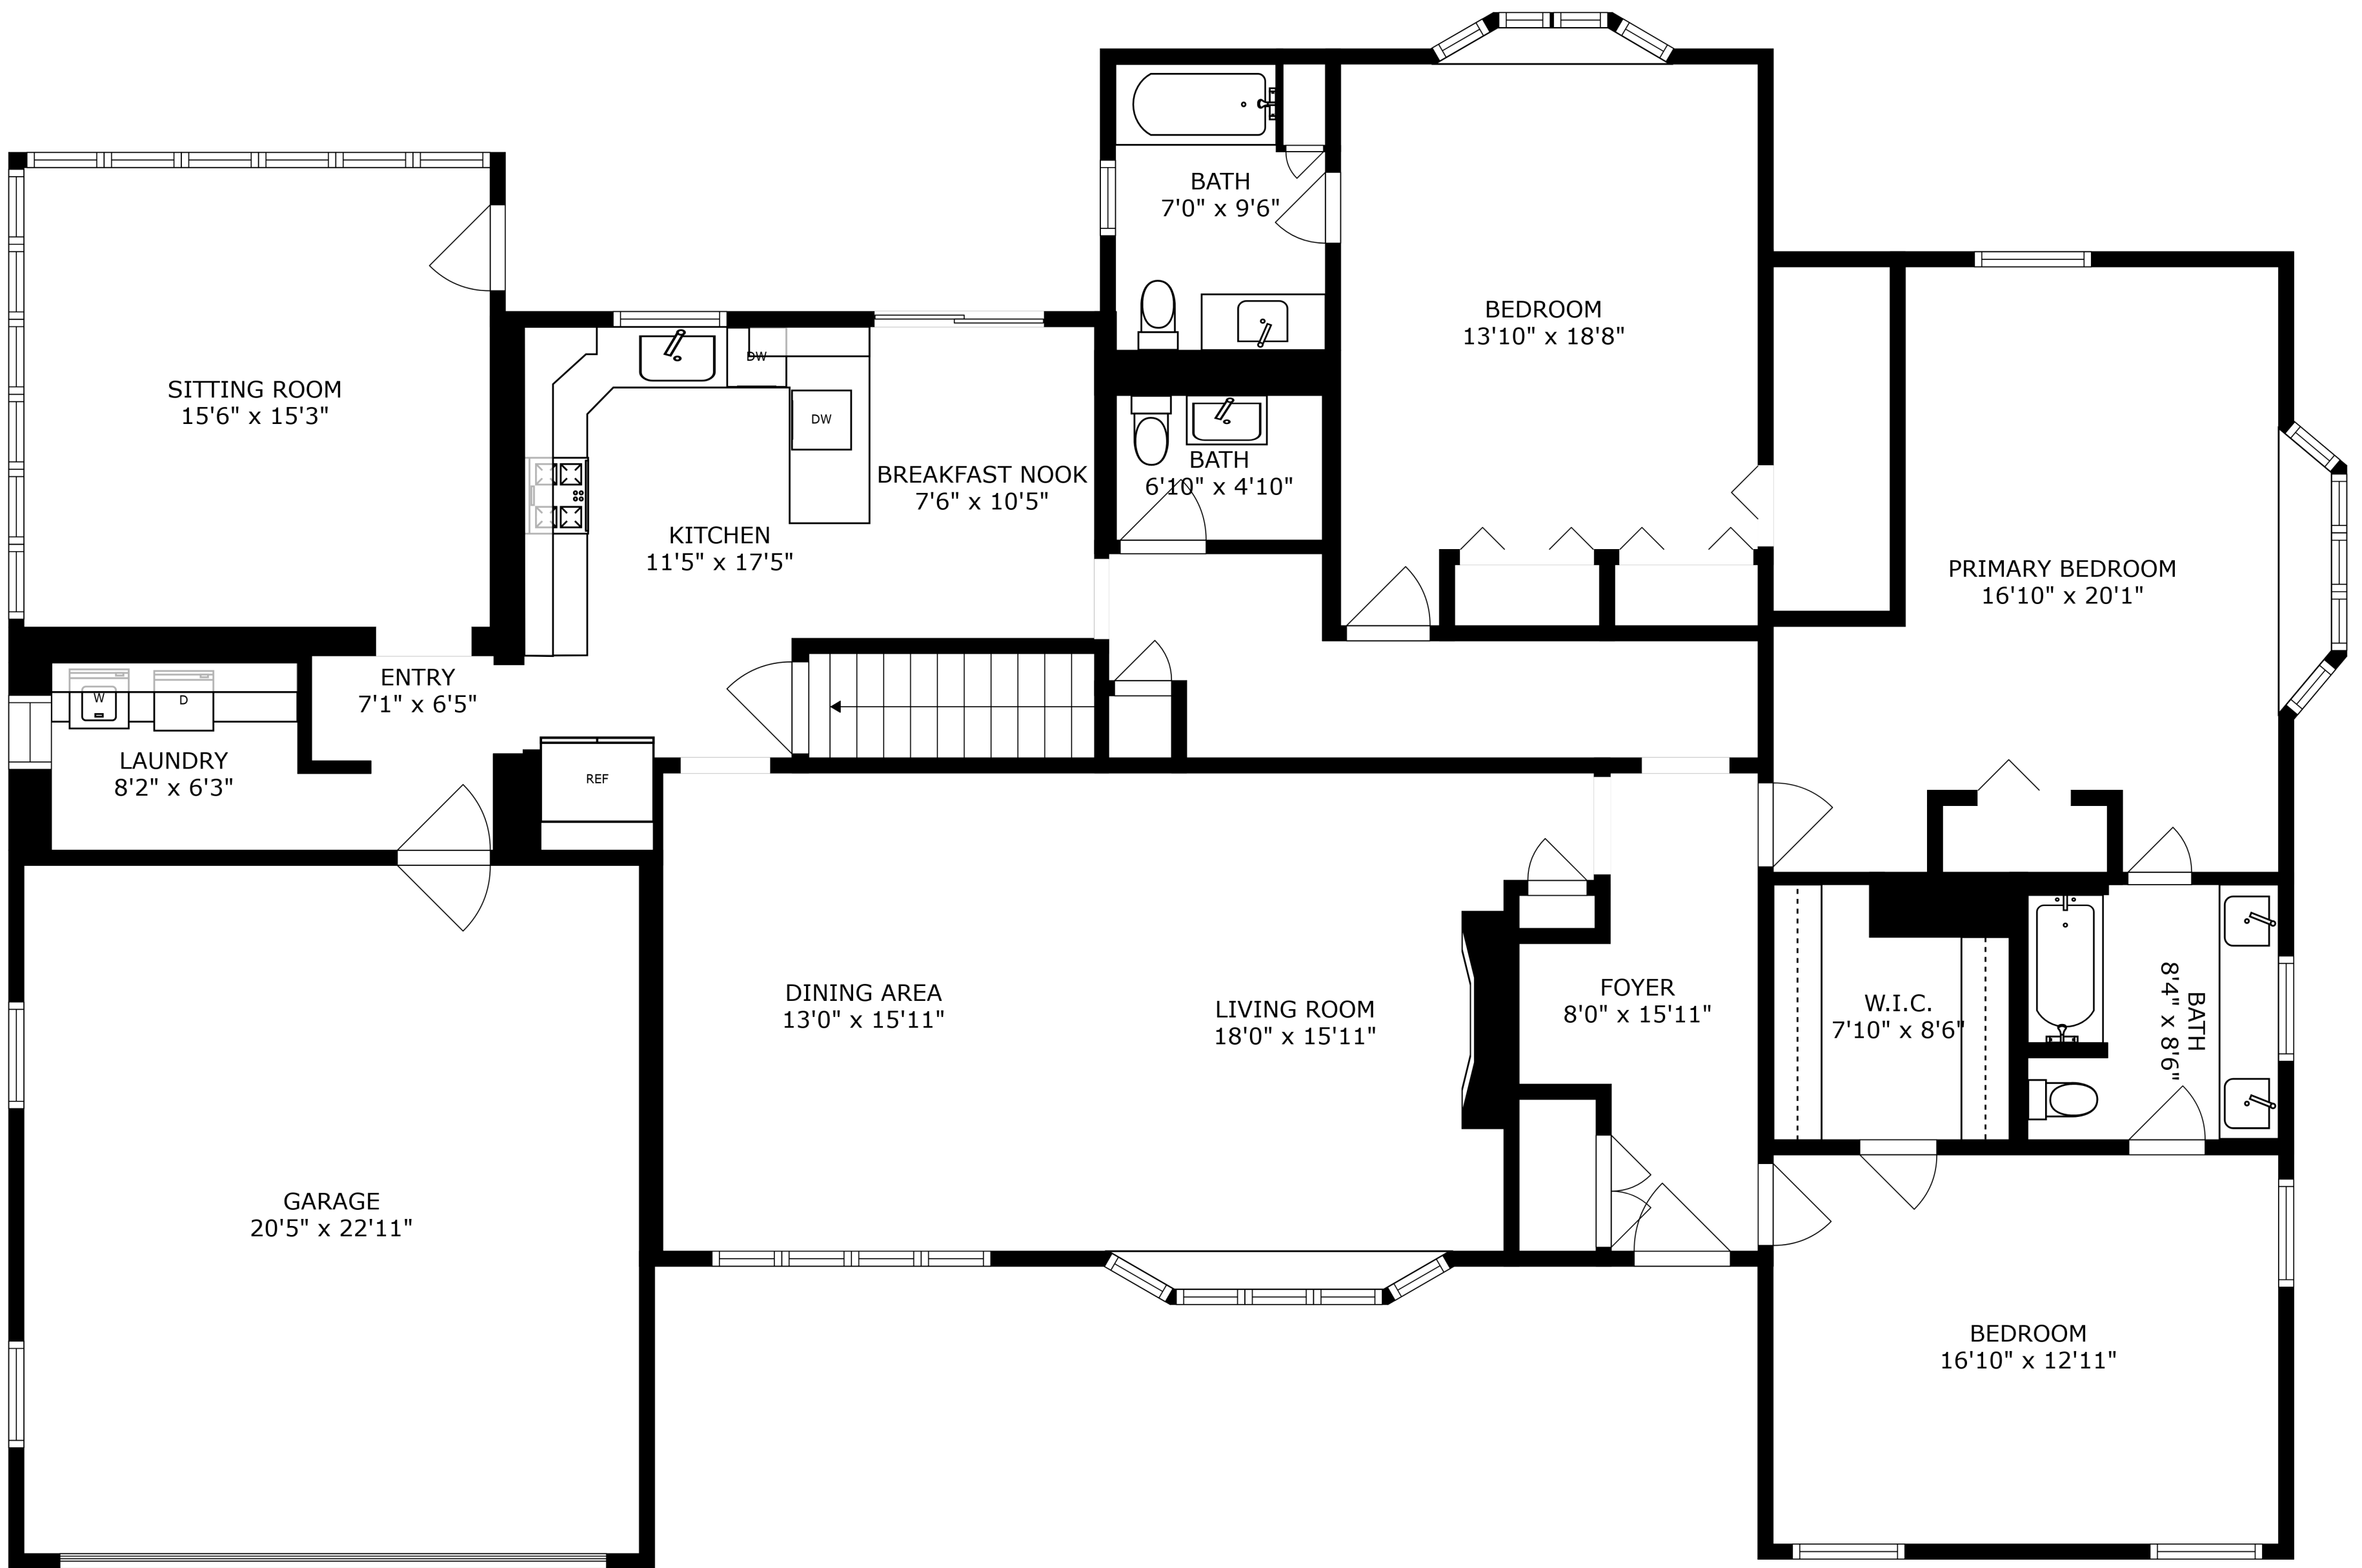 BATH
7'0" x 9'6"
BEDROOM
13'10" x 18'8"
SITTING ROOM
15'6" x 15'3"
DW
DW
BREAKFAST NOOK
7'6" x 10'5"
BATH
6'10" x 4'10"
KITCHEN
11'5" x 17'5"
PRIMARY BEDROOM
16'10" x 20'1"
ENTRY
7'1" x 6'5"
W
D
LAUNDRY
8'2" x 6'3"
REF
DINING AREA
13'0" x 15'11"
LIVING ROOM
18'0" x 15'11"
FOYER
8'0" x 15'11"
W.I.C.
7'10" x 8'6"
BATH
8'4" x 8'6"
GARAGE
20'5" x 22'11"
BEDROOM
16'10" x 12'11"